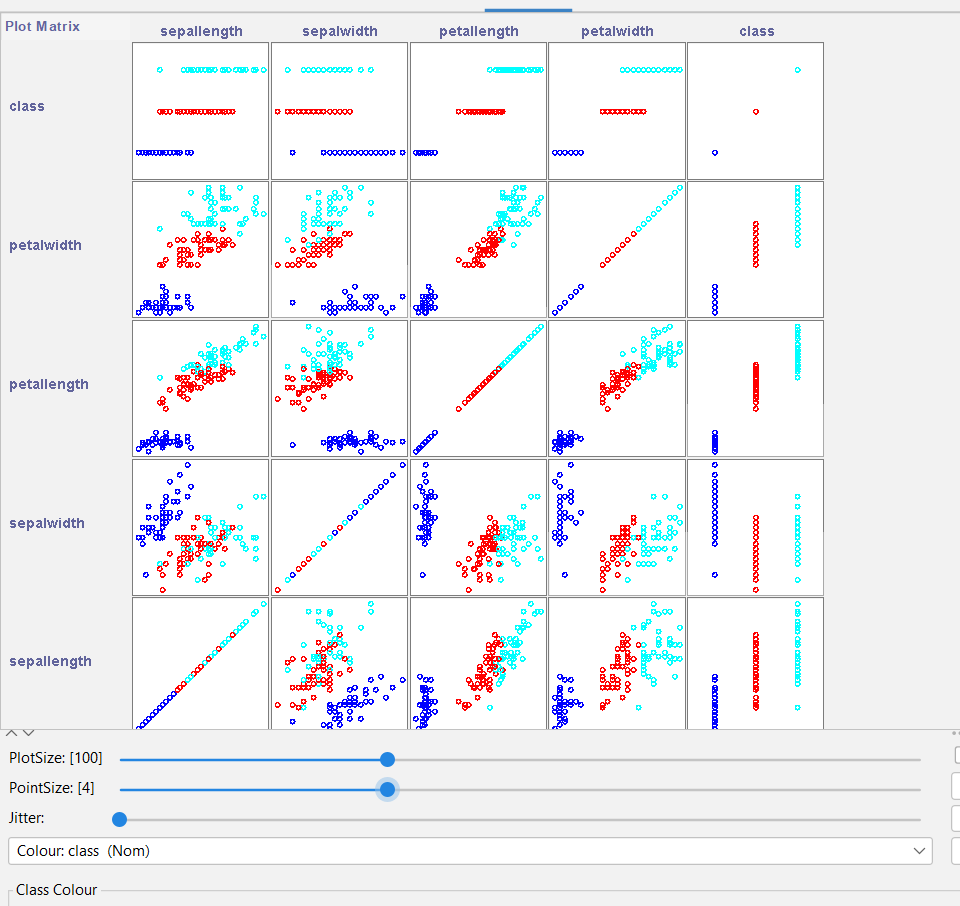 Plot Matrix
sepallength sepalwidth petallength petalwidth class
class
petalwidth
petallength
sepalwidth
sepallength
PlotSize: [100]
PointSize: [4]
Jitter:
Colour: class (Nom)
Class Colour